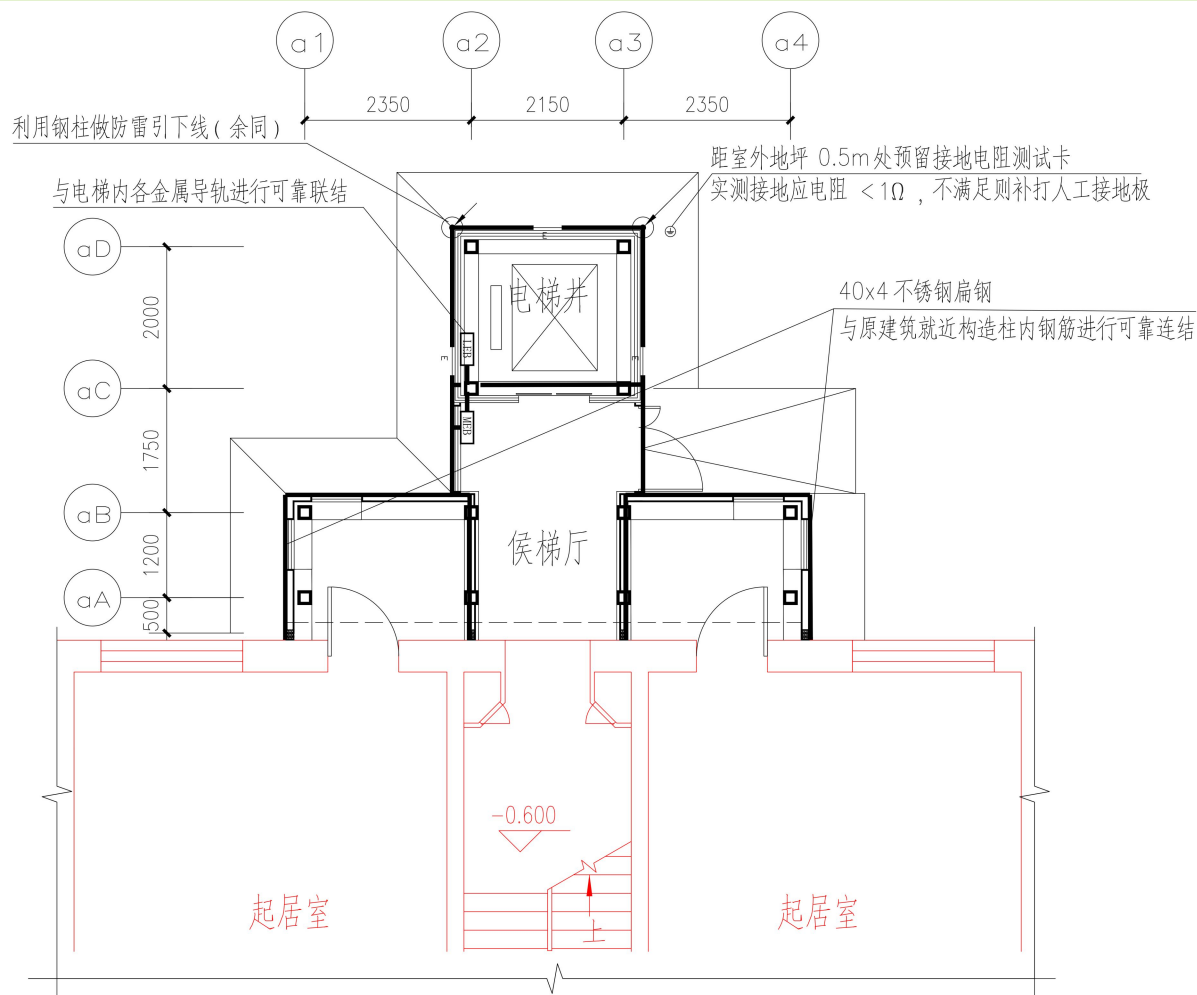 a1
a2
a3
a4
2350
2150
2350
利用钢柱做防雷引下线(余同)
距室外地坪 0.5m处预留接地电阻测试卡
实测接地应电阻 <1Ω ,不满足则补打人工接地极
与电梯内各金属导轨进行可靠联结
aD
E
40x4 不锈钢扁钢
与原建筑就近构造柱内钢筋进行可靠连结
电梯井
2000
LEB
E
E
aC
MEB
1750
aB
侯梯厅
1200
aA
500
-0.600
起居室
起居室
上